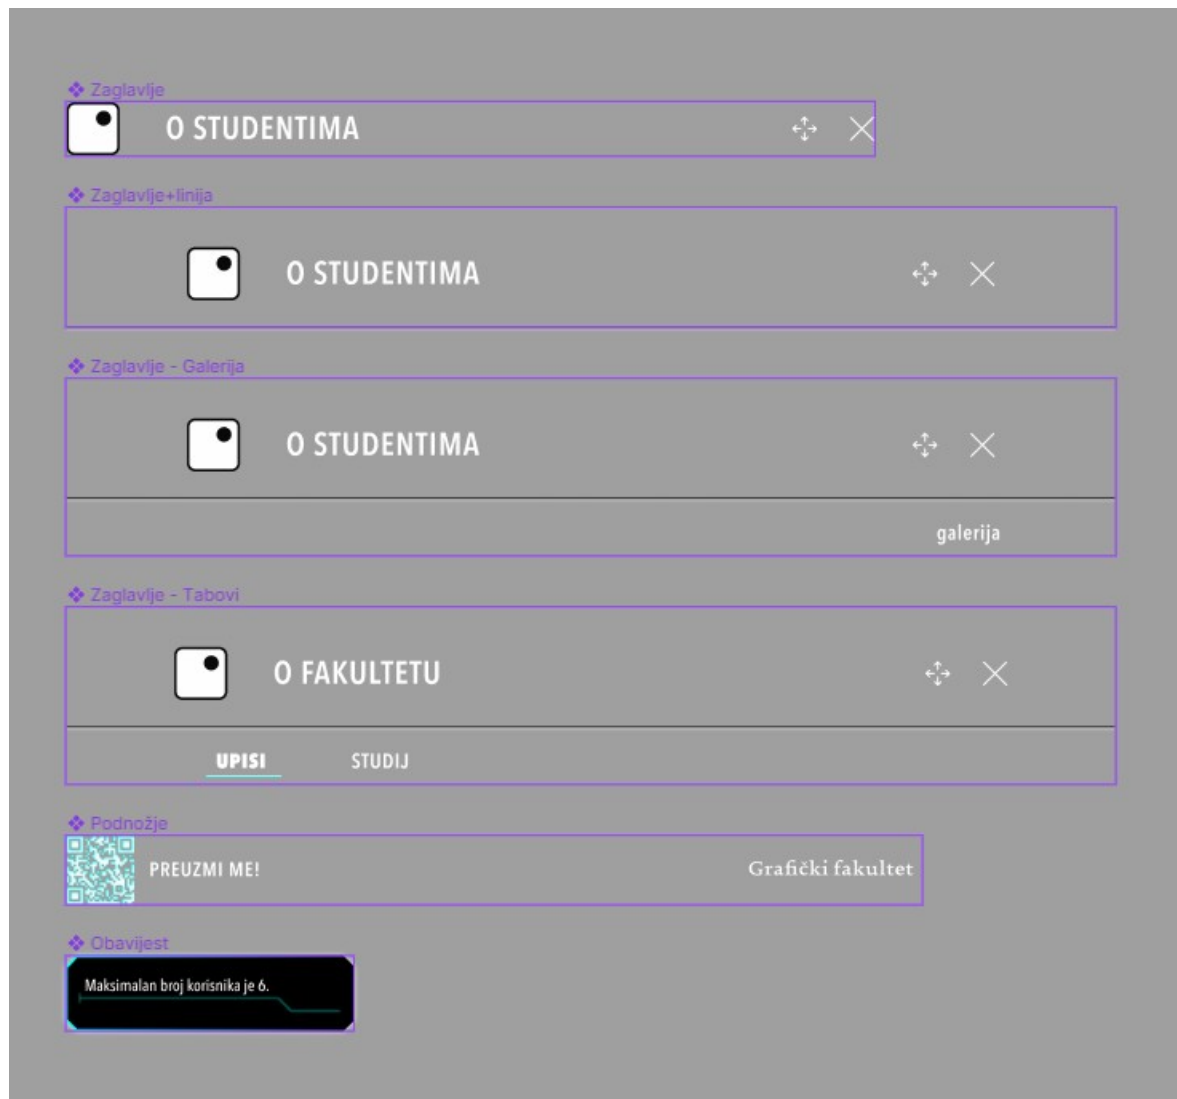 Zaglavlje
O STUDENTIMA
Zaglavlje+linija
O STUDENTIMA
Zaglavlje - Galerija
O STUDENTIMA
galerija
Zaglavlje - Tabovi
O FAKULTETU
UPISI STUDIJ
Podnožje
PREUZMI ME! Grafički fakultet
Obavijest
Maksimalan broj korisnika je 6.